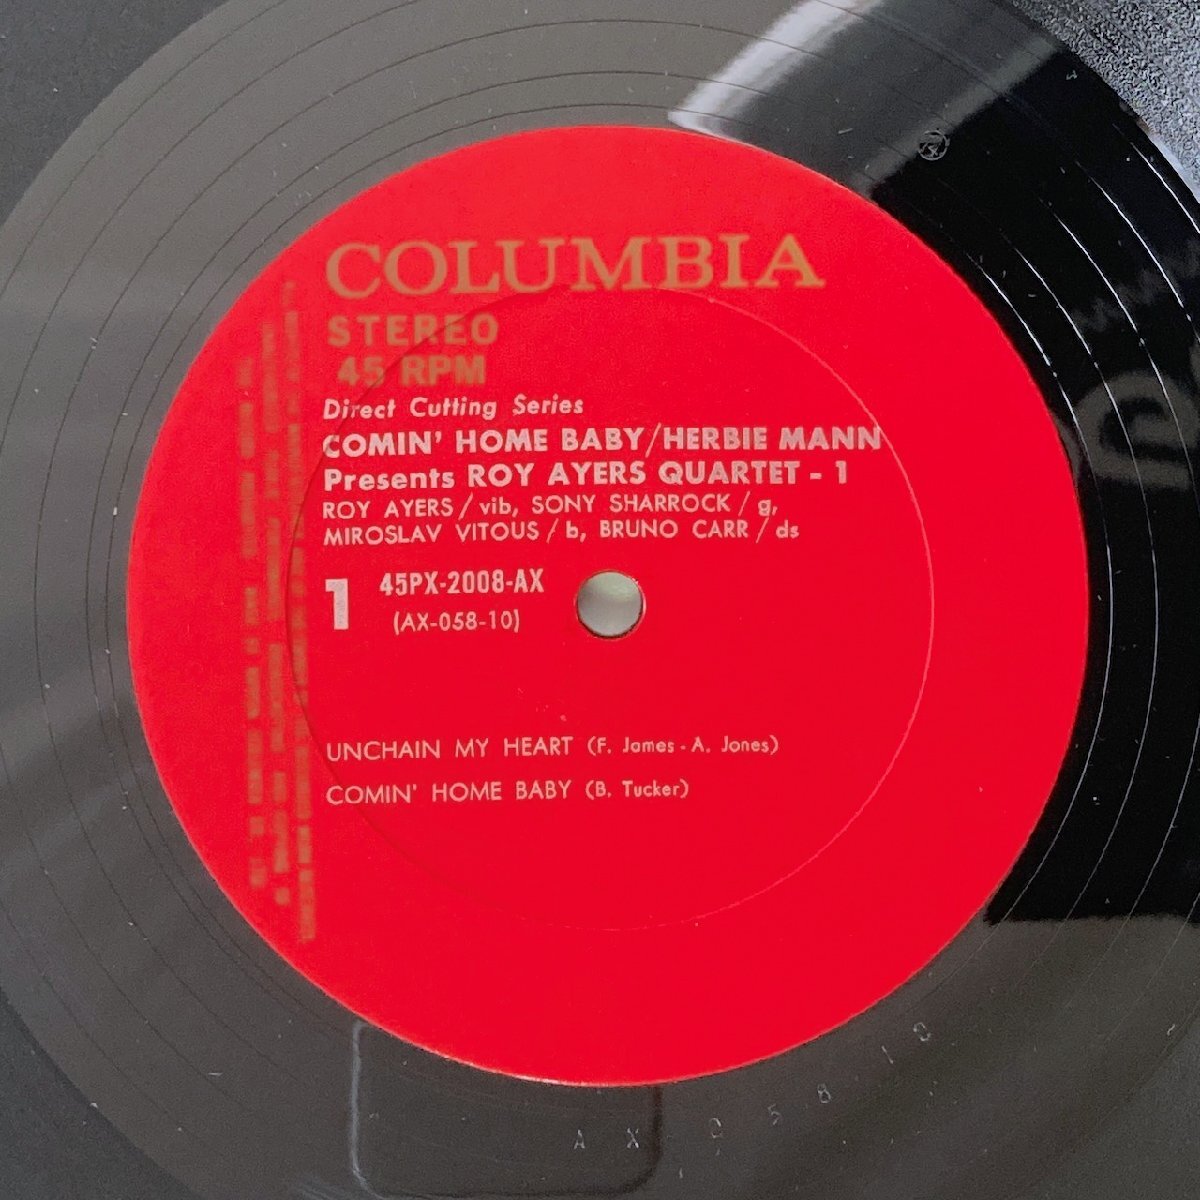 COLUMBIA
STEREO
45 RPM
Direct Cutting Series
COMIN' HOME BABY/HERBIE MANN
Presents ROY AYERS QUARTET - 1
ROY AYERS / vib, SONY SHARROCK / g,
MIROSLAV VITOUS / b, BRUNO CARR / ds
1 45PX-2008-AX
(AX-058-10)
UNCHAIN MY HEART (F. James - A. Jones)
COMIN' HOME BABY (B. Tucker)
AX 058 10